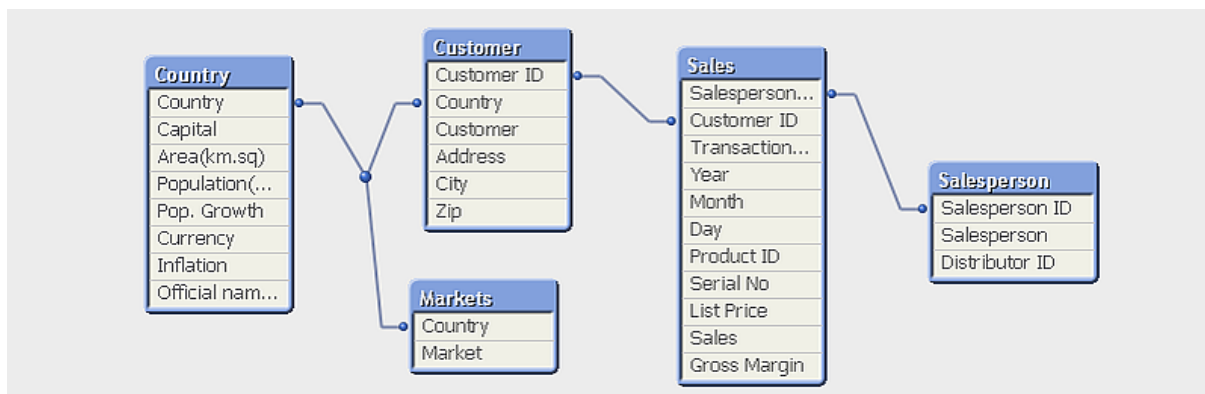 Country
Country
Capital
Area(km.sq)
Population(...
Pop. Growth
Currency
Inflation
Official nam...
Customer
Customer ID
Country
Customer
Address
City
Zip
Markets
Country
Market
Sales
Salesperson...
Customer ID
Transaction...
Year
Month
Day
Product ID
Serial No
List Price
Sales
Gross Margin
Salesperson
Salesperson ID
Salesperson
Distributor ID